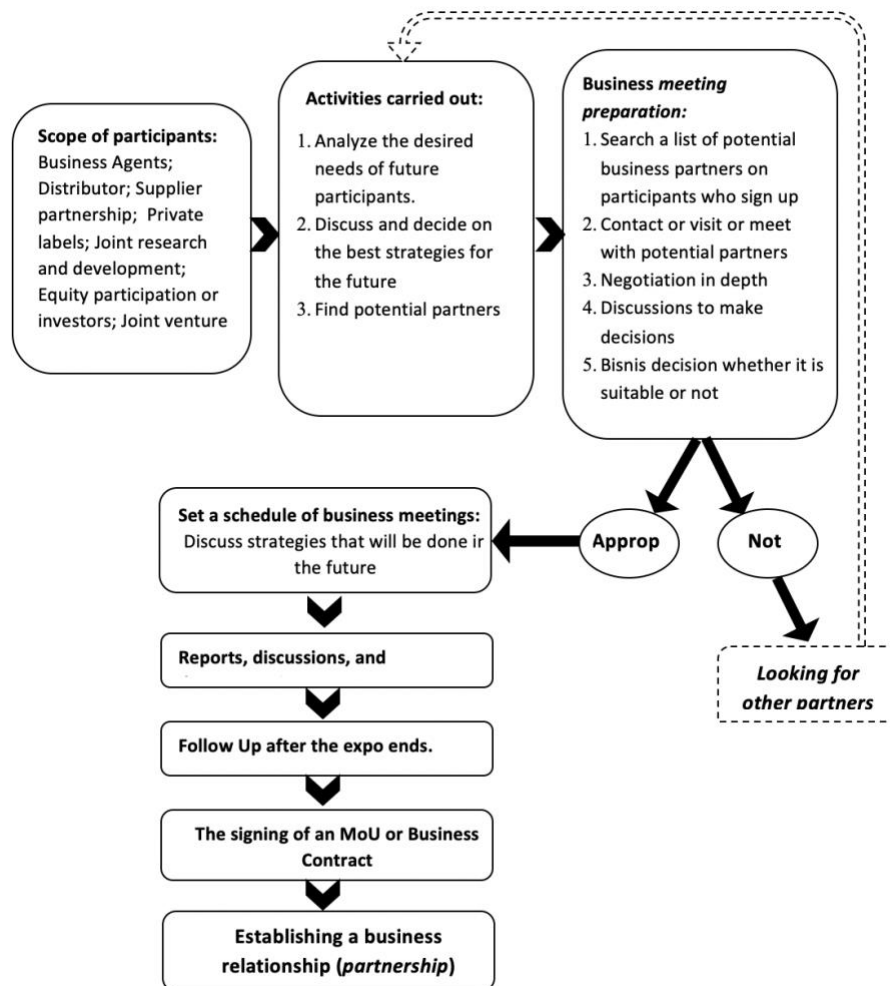 Scope of participants:
Business Agents;
Distributor; Supplier
partnership; Private
labels; Joint research
and development;
Equity participation or
investors; Joint venture
Activities carried out:
1. Analyze the desired
needs of future
participants.
2. Discuss and decide on
the best strategies for
the future
3. Find potential partners
Business meeting
preparation:
1. Search a list of potential
business partners on
participants who sign up
2. Contact or visit or meet
with potential partners
3. Negotiation in depth
4. Discussions to make
decisions
5. Bisnis decision whether it is
suitable or not
Approp
Not
Looking for
other partners
Set a schedule of business meetings:
Discuss strategies that will be done ir
the future
Reports, discussions, and
Follow Up after the expo ends.
The signing of an MoU or Business
Contract
Establishing a business
relationship (partnership)